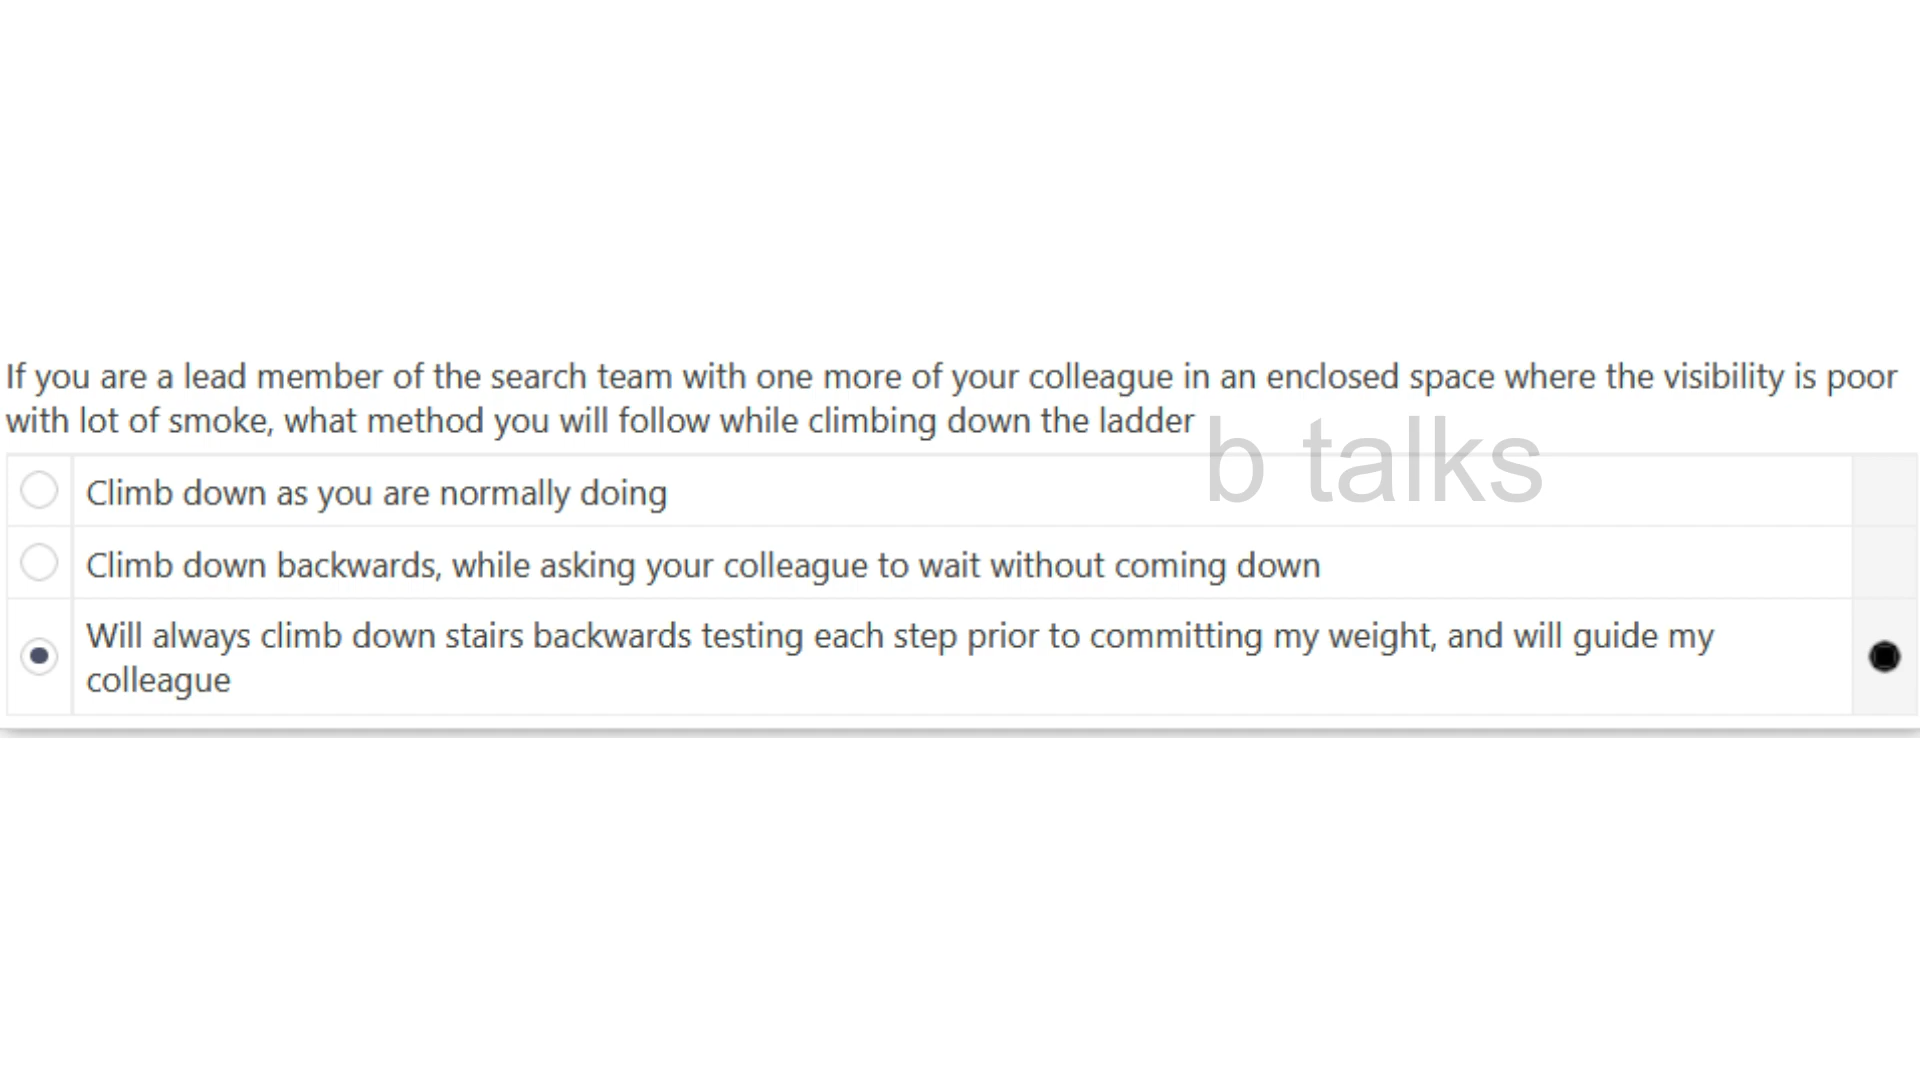 If you are a lead member of the search team with one more of your colleague in an enclosed space where the visibility is poor
with lot of smoke, what method you will follow while climbing down the ladder
b talks
Climb down as you are normally doing
Climb down backwards, while asking your colleague to wait without coming down
Will always climb down stairs backwards testing each step prior to committing my weight, and will guide my
colleague